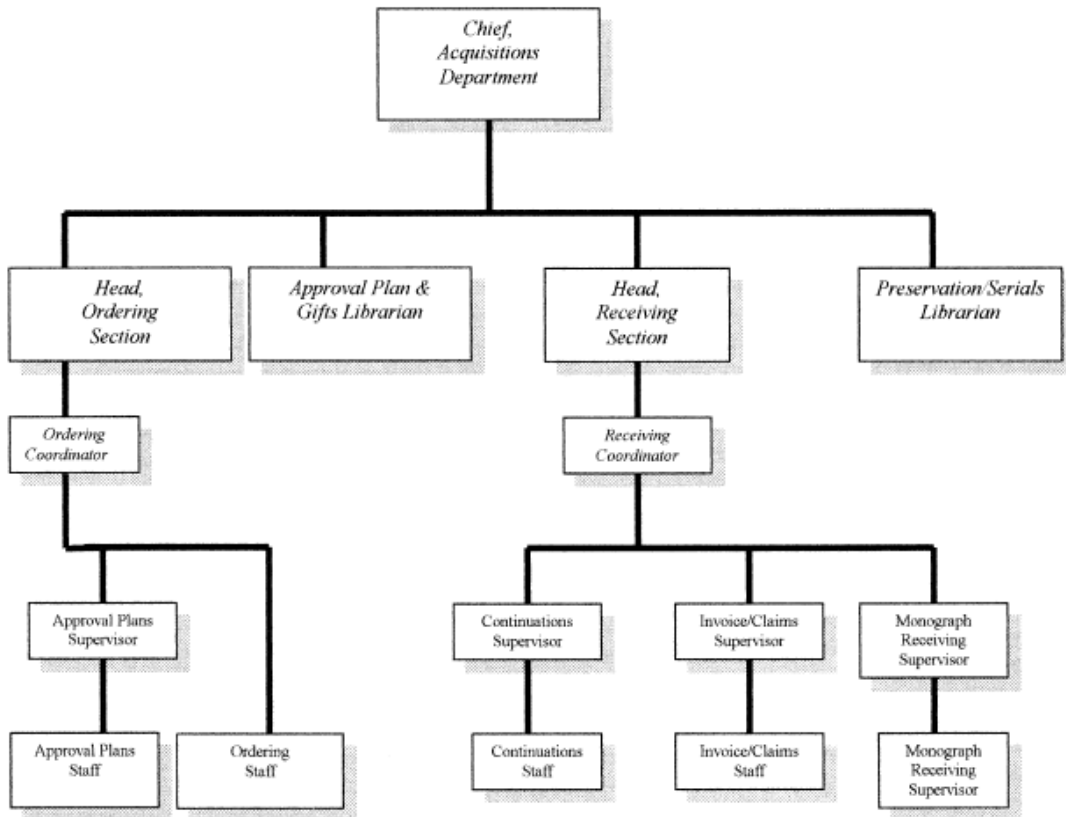 Chief,
Acquisitions
Department
Head,
Ordering
Section
Approval Plan &
Gifts Librarian
Head,
Receiving
Section
Preservation/Serials
Librarian
Ordering
Coordinator
Receiving
Coordinator
Approval Plans
Supervisor
Continuations
Supervisor
Invoice/Claims
Supervisor
Monograph
Receiving
Supervisor
Approval Plans
Staff
Ordering
Staff
Continuations
Staff
Invoice/Claims
Staff
Monograph
Receiving
Supervisor